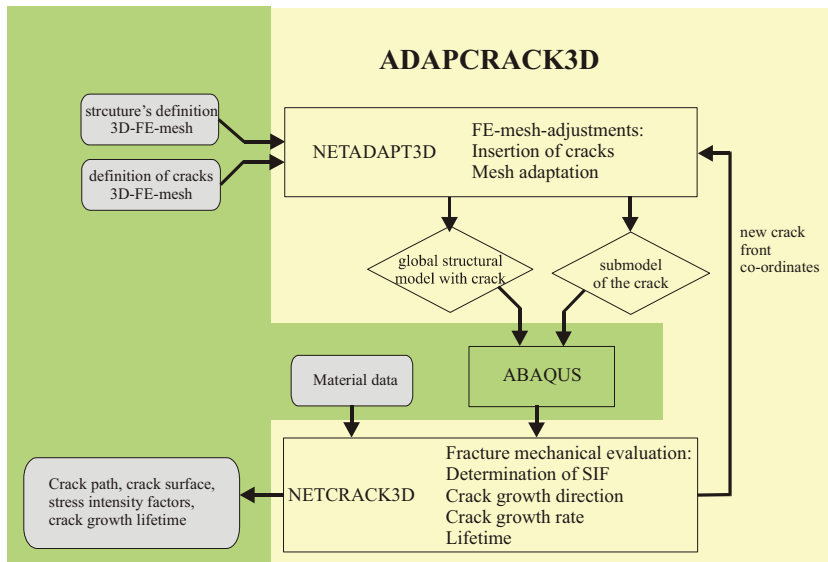 ADAPCRACK3D
strcuture's definition
3D-FE-mesh
definition of cracks
3D-FE-mesh
NETADAPT3D
FE-mesh-adjustments:
Insertion of cracks
Mesh adaptation
global structural
model with crack
submodel
of the crack
new crack
front
co-ordinates
Material data
ABAQUS
NETCRACK3D
Fracture mechanical evaluation:
Determination of SIF
Crack growth direction
Crack growth rate
Lifetime
Crack path, crack surface,
stress intensity factors,
crack growth lifetime